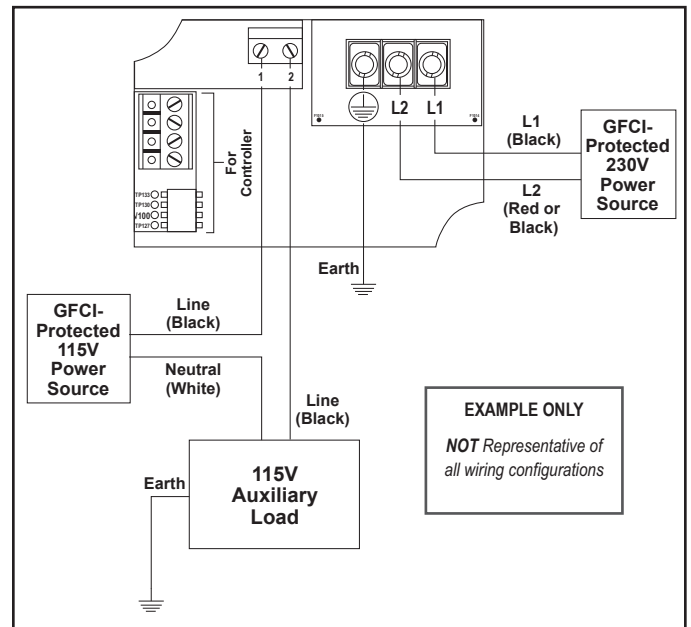 1 2
L2 L1
For
Controller
TP133
TP130
V100
TP127
L1
(Black)
GFCI-
Protected
230V
Power
Source
L2
(Red or
Black)
Earth
GFCI-
Protected
115V
Power
Source
Line
(Black)
Neutral
(White)
Line
(Black)
Earth
115V
Auxiliary
Load
EXAMPLE ONLY
NOT Representative of
all wiring configurations